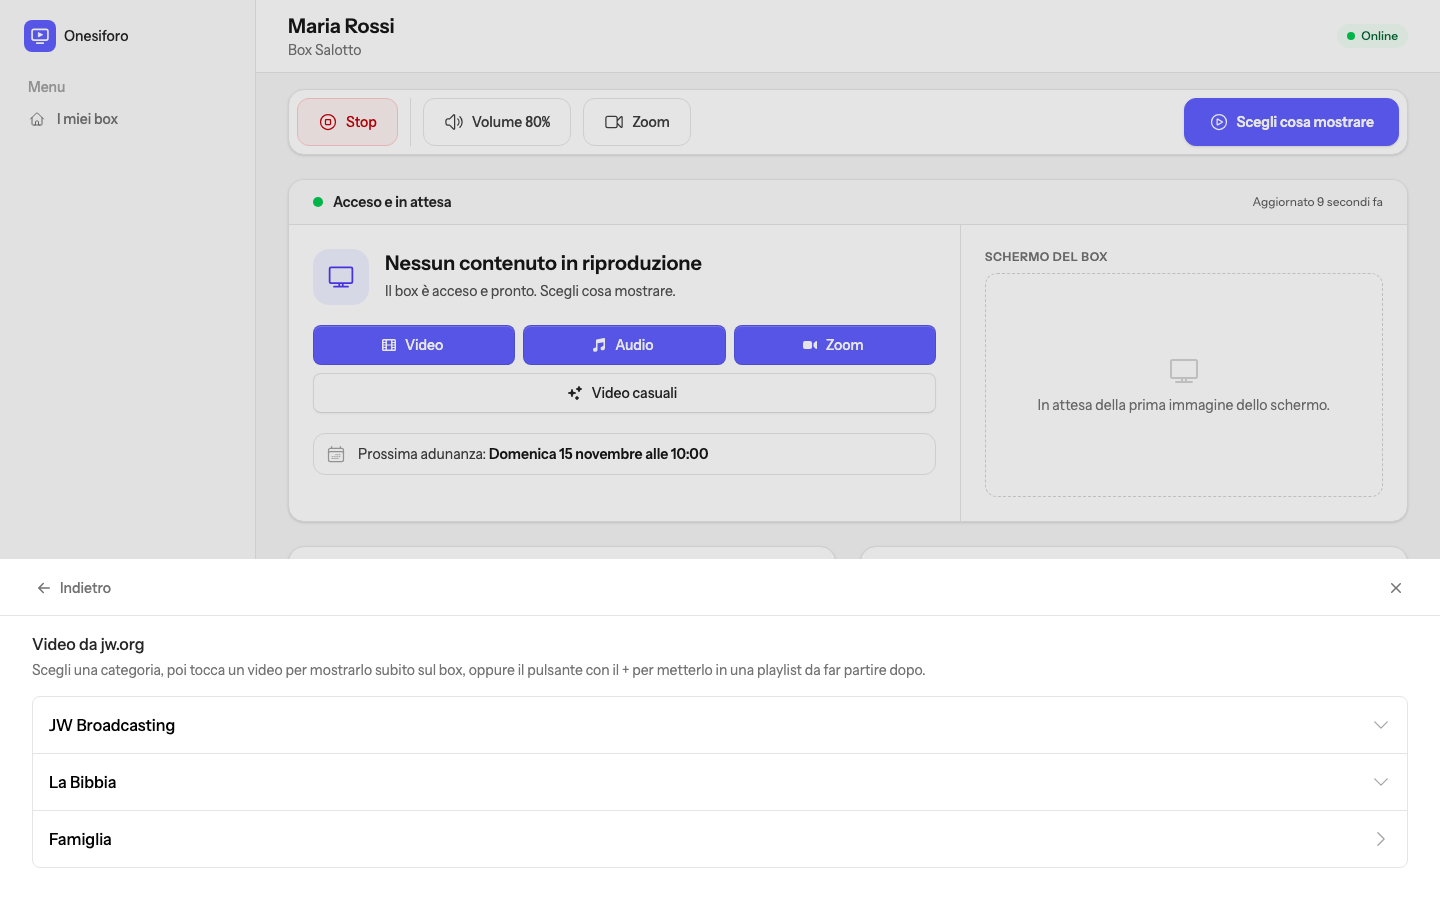 Onesiforo
Menu
I miei box
Maria Rossi
Box Salotto
Online
Stop
Volume 80%
Zoom
Scegli cosa mostrare
Acceso e in attesa
Aggiornato 9 secondi fa
Nessun contenuto in riproduzione
Il box è acceso e pronto. Scegli cosa mostrare.
Video
Audio
Zoom
Video casuali
Prossima adunanza: Domenica 15 novembre alle 10:00
SCHERMO DEL BOX
In attesa della prima immagine dello schermo.
Indietro
Video da jw.org
Scegli una categoria, poi tocca un video per mostrarlo subito sul box, oppure il pulsante con il + per metterlo in una playlist da far partire dopo.
JW Broadcasting
La Bibbia
Famiglia